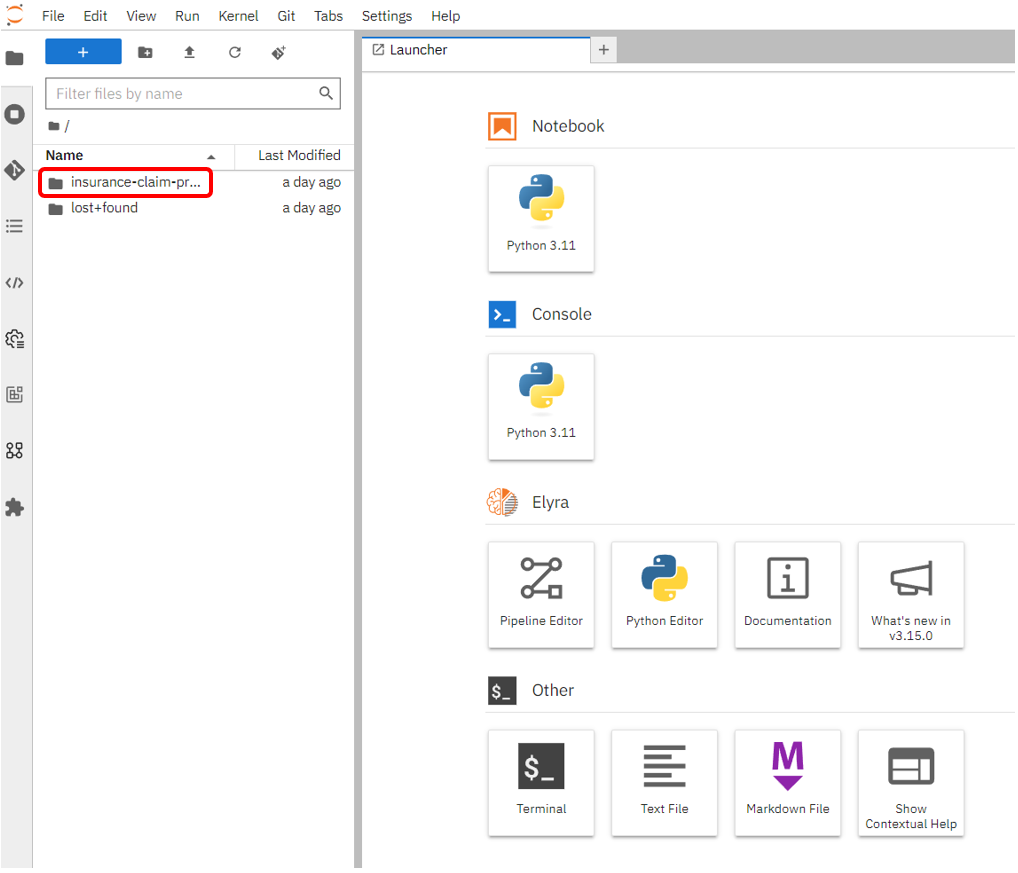 File Edit View Run Kernel Git Tabs Settings Help
+
Filter files by name
/
Name Last Modified
insurance-claim-pr... a day ago
lost+found a day ago
Launcher +
Notebook
Python 3.11
Console
Python 3.11
Elyra
Pipeline Editor
Python Editor
Documentation
What's new in
v3.15.0
$_ Other
$_
Terminal
Text File
M
Markdown File
Show
Contextual Help